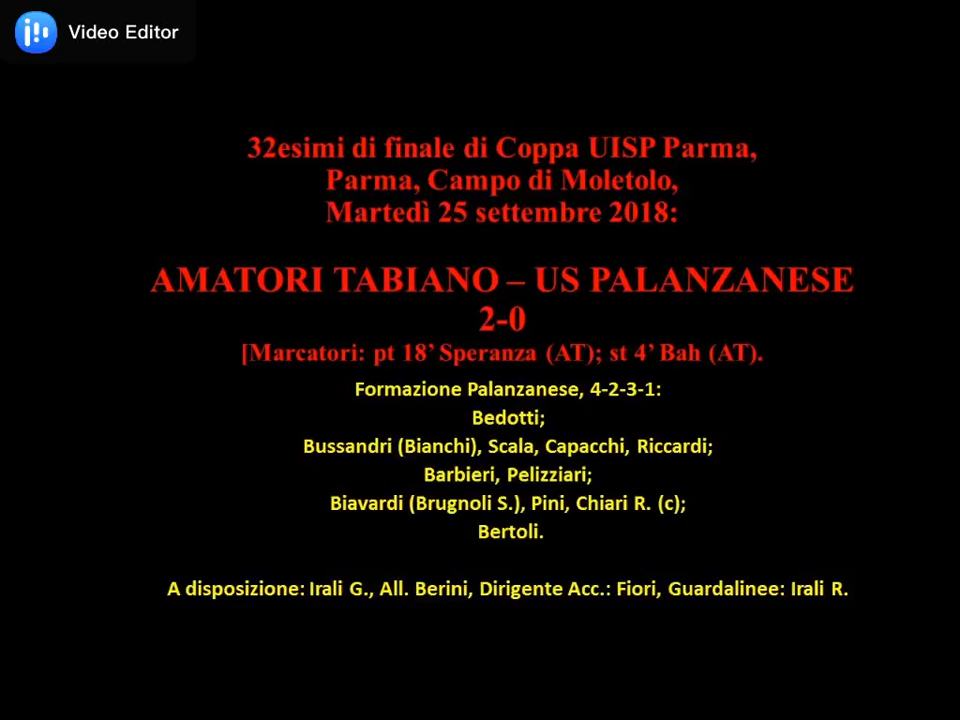 Video Editor
32esimi di finale di Coppa UISP Parma,
Parma, Campo di Moletolo,
Martedì 25 settembre 2018:
AMATORI TABIANO – US PALANZANESE
2-0
[Marcatori: pt 18’ Speranza (AT); st 4’ Bah (AT).
Formazione Palanzanese, 4-2-3-1:
Bedotti;
Bussandri (Bianchi), Scala, Capacchi, Riccardi;
Barbieri, Pelizziari;
Biavardi (Brugnoli S.), Pini, Chiari R. (c);
Bertoli.
A disposizione: Irali G., All. Berini, Dirigente Acc.: Fiori, Guardalinee: Irali R.